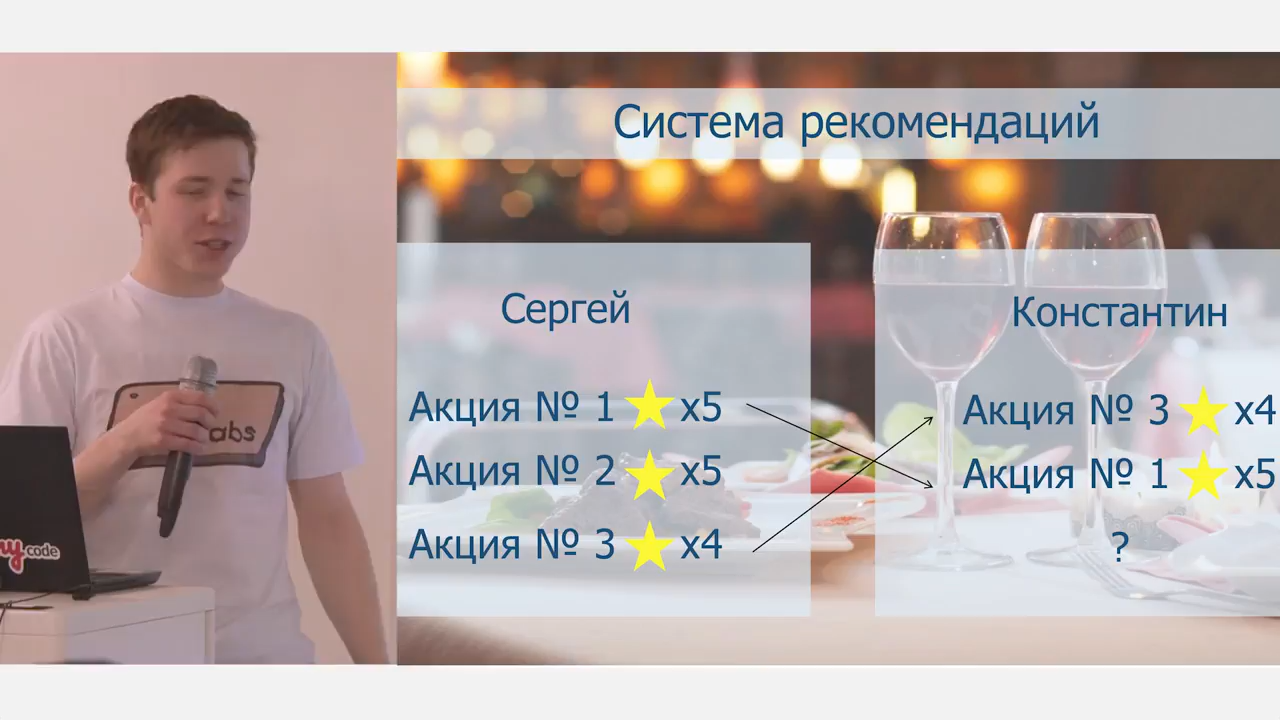 Система рекомендаций
Сергей
Акция № 1 x5
Акция № 2 x5
Акция № 3 x4
Константин
Акция № 3 x4
Акция № 1 x5
?
abs
my code